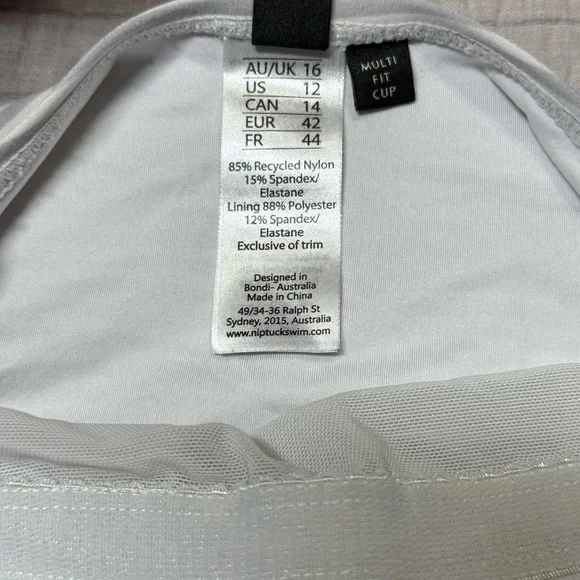 AU/UK 16
US 12
CAN 14
EUR 42
FR 44
85% Recycled Nylon
15% Spandex/
Elastane
Lining 88% Polyester
12% Spandex/
Elastane
Exclusive of trim
Designed in
Bondi- Australia
Made in China
49/34-36 Ralph St
Sydney, 2015, Australia
www.niptuckswim.com
MULTI
FIT
CUP